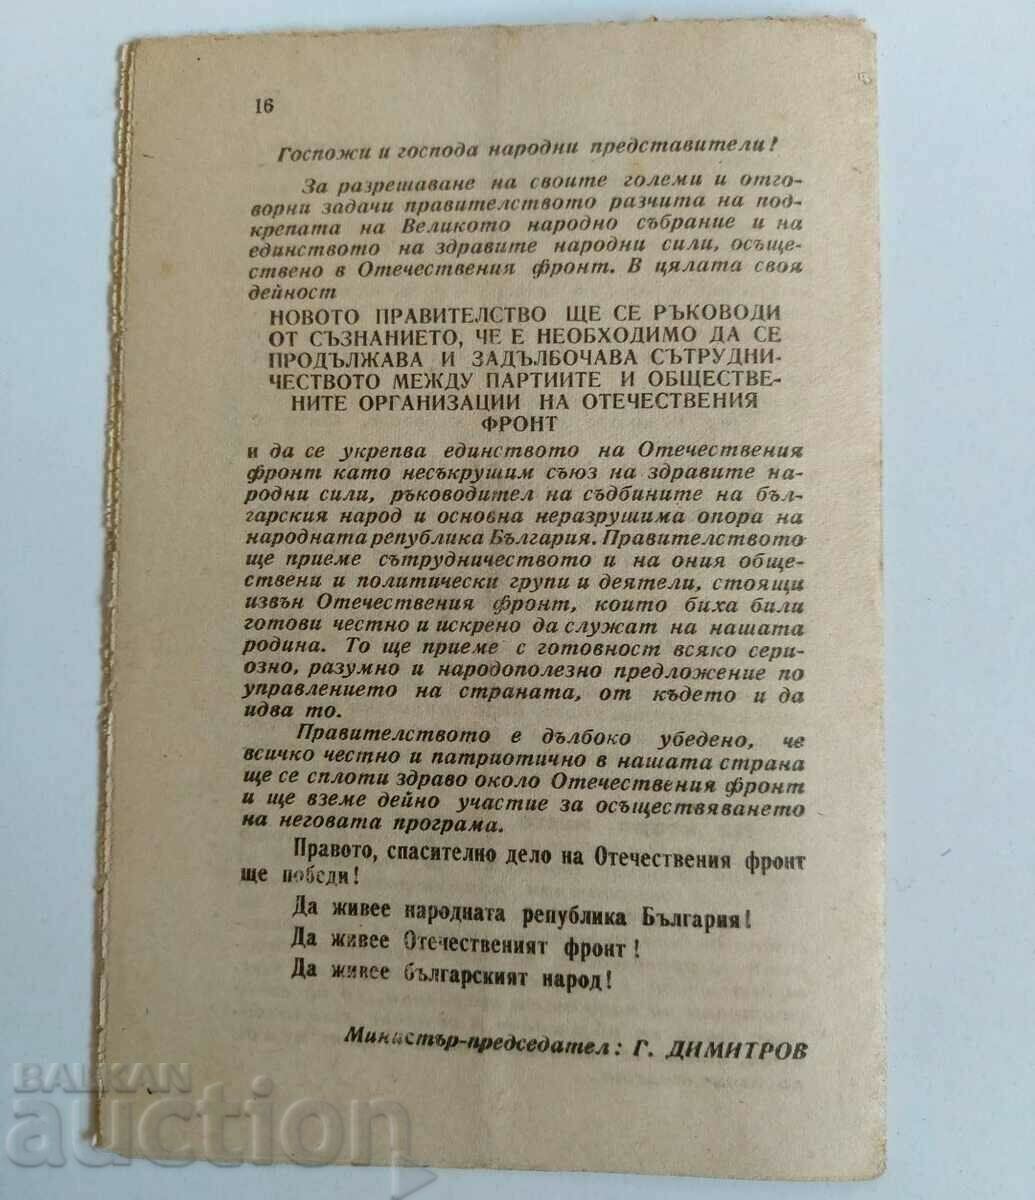 16
Госпожи и господа народни представители!
За разрешаване на своите големи и отго-
ворни задачи правителството разчита на под-
крепата на Великото народно събрание и на
единството на здравите народни сили, осъще-
ствено в Отечествения фронт. В цялата своя
дейност
НОВОТО ПРАВИТЕЛСТВО ЩЕ СЕ РЪКОВОДИ
ОТ СЪЗНАНИЕТО, ЧЕ Е НЕОБХОДИМО ДА СЕ
ПРОДЪЛЖАВА И ЗАДЪЛБОЧАВА СЪТРУДНИ-
ЧЕСТВОТО МЕЖДУ ПАРТИИТЕ И ОБЩЕСТВЕ-
НИТЕ ОРГАНИЗАЦИИ НА ОТЕЧЕСТВЕНИЯ
ФРОНТ
и да се укрепва единството на Отечествения
фронт като несъкрушим съюз на здравите на-
родни сили, ръководител на съдбините на бъл-
гарския народ и основна неразрушима опора на
народната република България. Правителството
ще приеме сътрудничеството и на ония обще-
ствени и политически групи и деятели, стоящи
извън Отечествения фронт, които биха били
готови честно и искрено да служат на нашата
родина. То ще приеме с готовност всяко сери-
озно, разумно и народополезно предложение по
управлението на страната, от където и да
идва то.
Правителството е дълбоко убедено, че
всичко честно и патриотично в нашата страна
ще се сплоти здраво около Отечествения фронт
и ще вземе дейно участие за осъществяването
на неговата програма.
Правото, спасително дело на Отечествения фронт
ще победи!
Да живее народната република България!
Да живее Отечественият фронт!
Да живее българският народ!
Министър-председател: Г. ДИМИТРОВ
BALKAN
auction